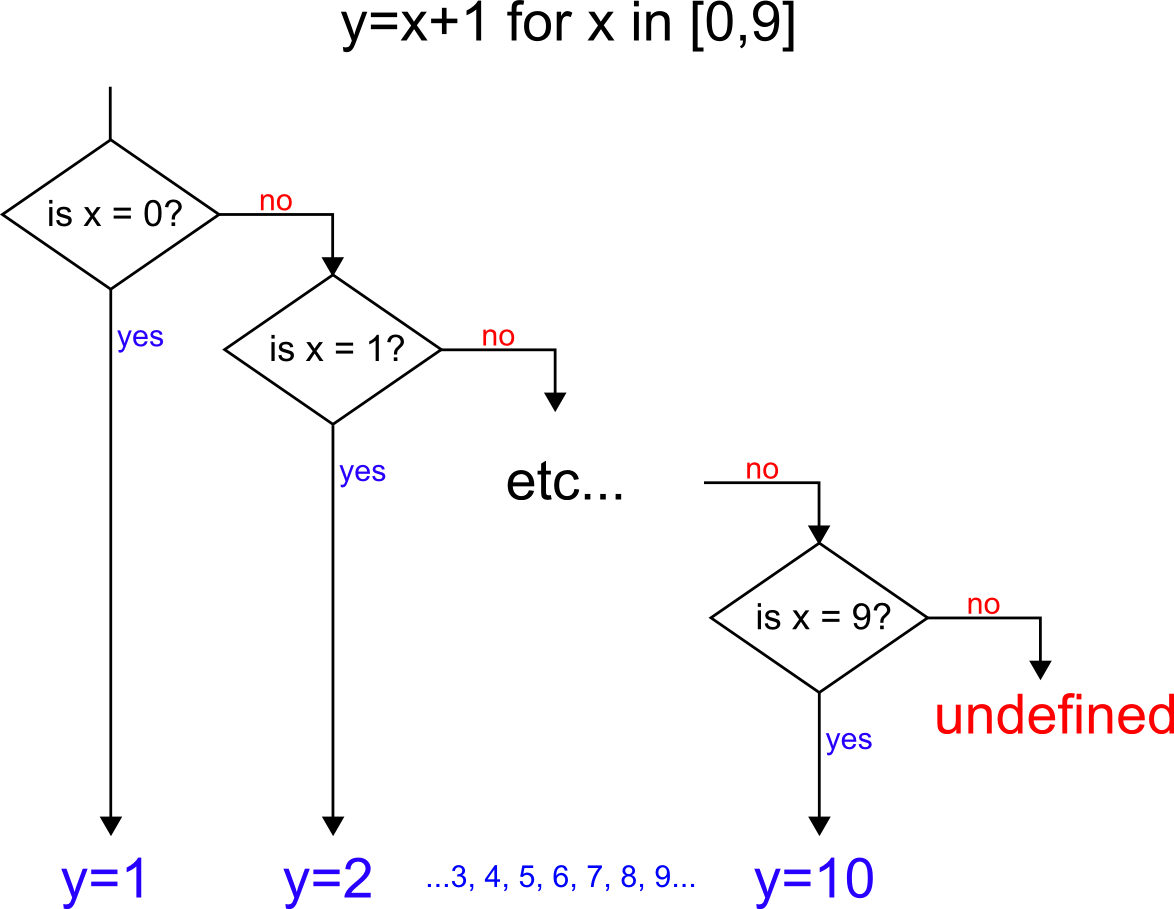 y=x+1 for x in [0,9]
is x = 0?
no
yes
is x = 1?
no
yes
etc...
no
is x = 9?
no
undefined
yes
y=1
y=2
...3, 4, 5, 6, 7, 8, 9...
y=10